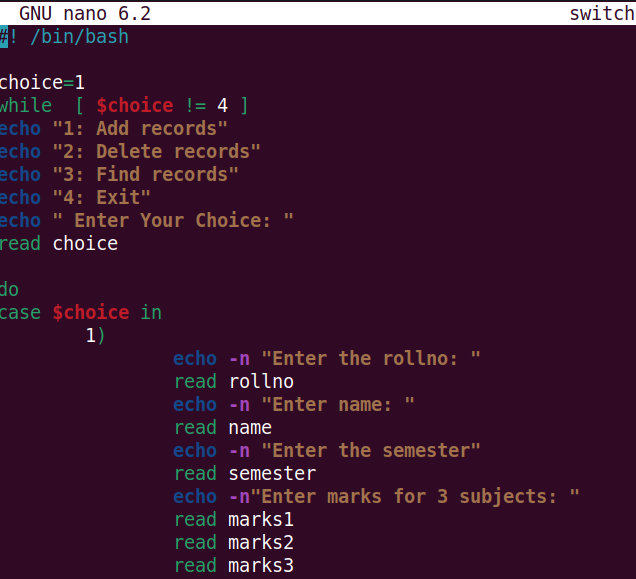 GNU nano 6.2 switch
#! /bin/bash
choice=1
while [ $choice != 4 ]
echo "1: Add records"
echo "2: Delete records"
echo "3: Find records"
echo "4: Exit"
echo " Enter Your Choice: "
read choice
do
case $choice in
1)
echo -n "Enter the rollno: "
read rollno
echo -n "Enter name: "
read name
echo -n "Enter the semester"
read semester
echo -n"Enter marks for 3 subjects: "
read marks1
read marks2
read marks3